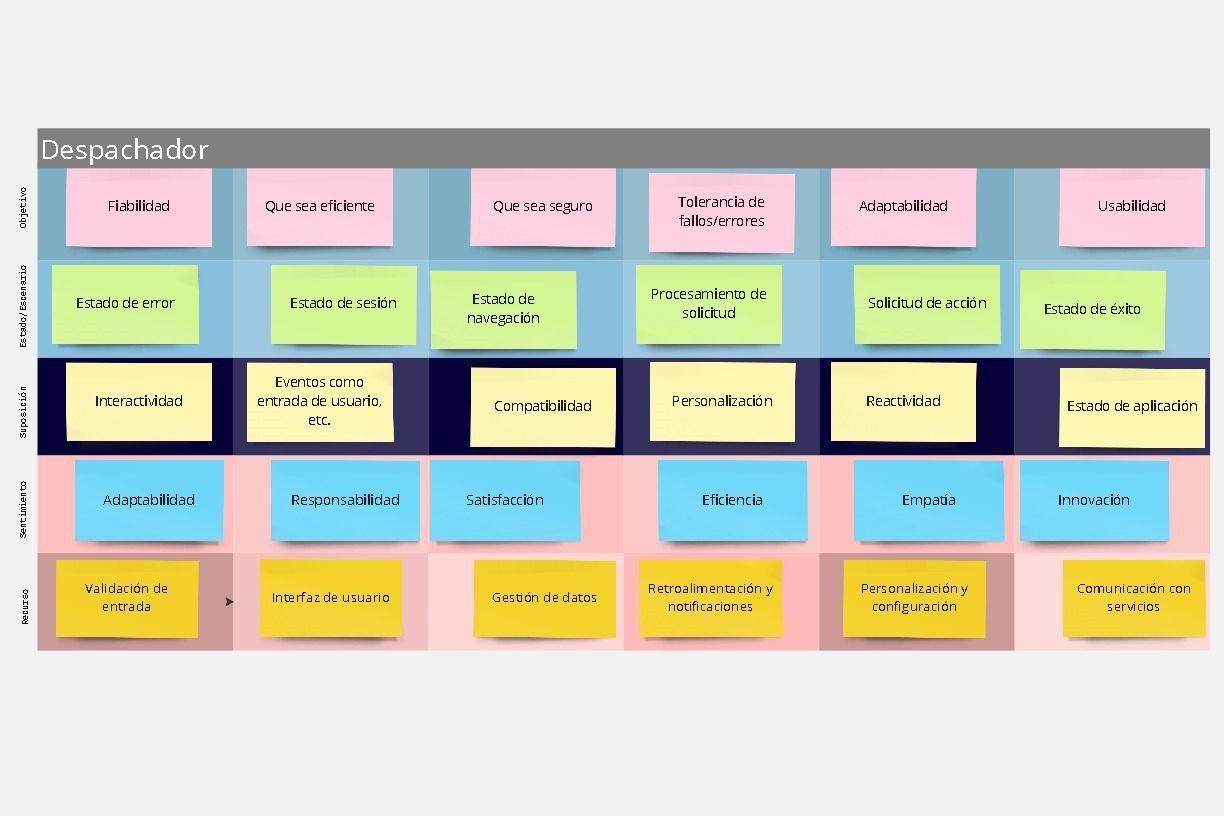 Despachador
Objetivo
Fiabilidad
Que sea eficiente
Que sea seguro
Tolerancia de
fallos/errores
Adaptabilidad
Usabilidad
Estado/Escenario
Estado de error
Estado de sesión
Estado de
navegación
Procesamiento de
solicitud
Solicitud de acción
Estado de éxito
Suposición
Interactividad
Eventos como
entrada de usuario,
etc.
Compatibilidad
Personalización
Reactividad
Estado de aplicación
Sentimiento
Adaptabilidad
Responsabilidad
Satisfacción
Eficiencia
Empatía
Innovación
Recurso
Validación de
entrada
Interfaz de usuario
Gestión de datos
Retroalimentación y
notificaciones
Personalización y
configuración
Comunicación con
servicios